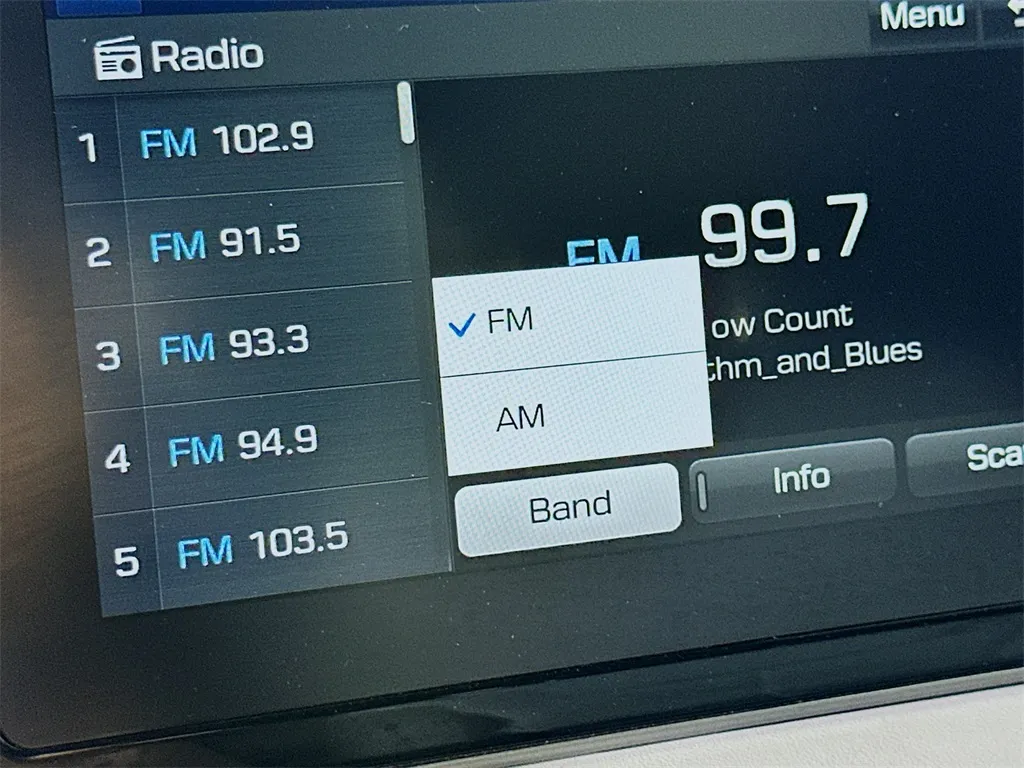 Radio
Menu
1 FM 102.9
2 FM 91.5
3 FM 93.3
4 FM 94.9
5 FM 103.5
FM 99.7
ow Count
thm_and_Blues
FM
AM
Band
Info
Sca